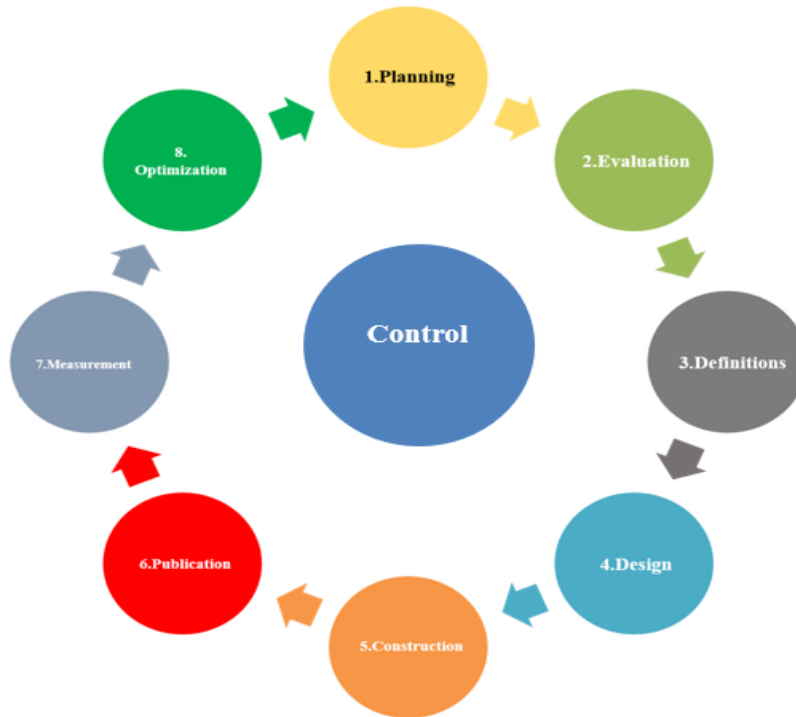 1.Planning
2.Evaluation
3.Definitions
4.Design
5.Construction
6.Publication
7.Measurement
8.
Optimization
Control